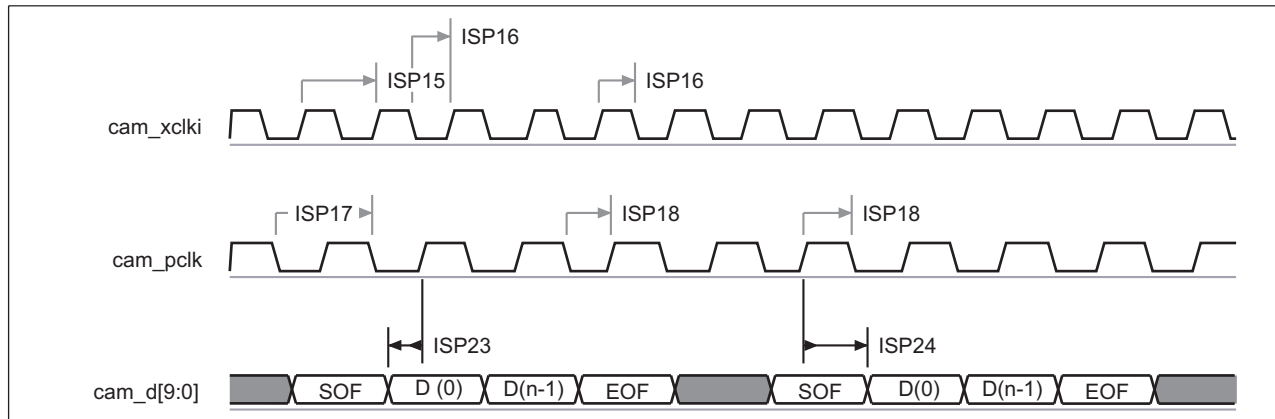 ISP16
ISP15 ISP16
cam_xclki
ISP17 ISP18 ISP18
cam_pclk
ISP23 ISP24
cam_d[9:0] SOF D (0) D(n-1) EOF SOF D(0) D(n-1) EOF